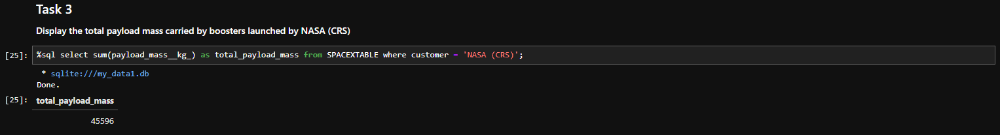 Task 3
Display the total payload mass carried by boosters launched by NASA (CRS)
[25]: %sql select sum(payload_mass__kg_) as total_payload_mass from SPACEXTABLE where customer = 'NASA (CRS)';
* sqlite:///my_data1.db
Done.
[25]: total_payload_mass
45596